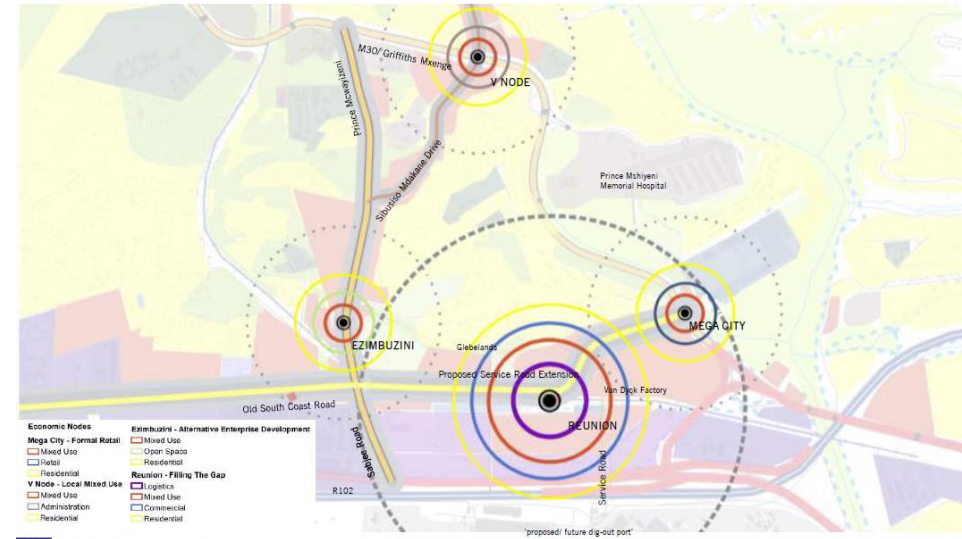 M30/ Griffiths Mxenge
V NODE
Prince Mcwayizeni
Sibusiso Mdakane Drive
Prince Mshiyeni
Memorial Hospital
MEGA CITY
EZIMBUZINI
Glebelands
Proposed Service Road Extension
Van Dyck Factory
Old South Coast Road
REUNION
Sabjee Road
Service Road
R102
'proposed/ future dig-out port'
Economic Nodes
Mega City - Formal Retail
Mixed Use
Retail
Residential
V Node - Local Mixed Use
Mixed Use
Administration
Residential
Ezimbuzini - Alternative Enterprise Development
Mixed Use
Open Space
Residential
Reunion - Filling The Gap
Logistics
Mixed Use
Commercial
Residential